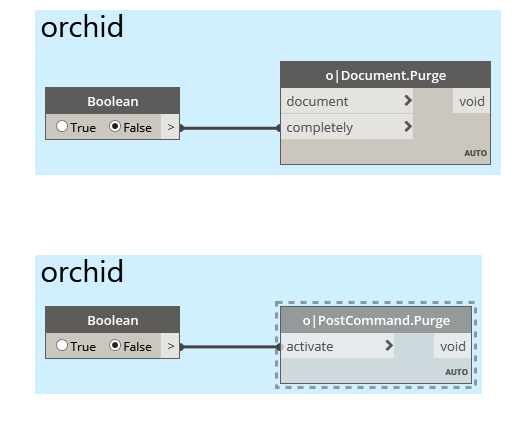 orchid
o|Document.Purge
Boolean
document > void
True False > completely >
AUTO
orchid
Boolean o|PostCommand.Purge
True False > activate > void
AUTO